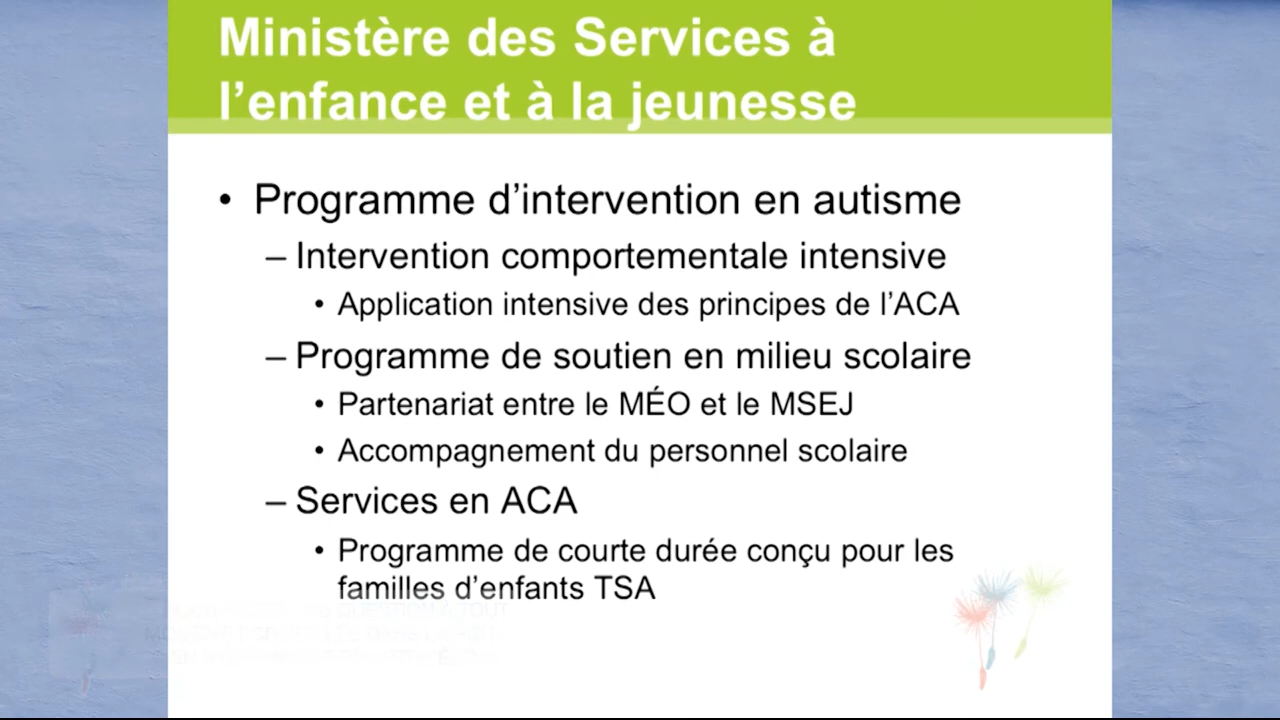 Ministère des Services à
l’enfance et à la jeunesse
• Programme d’intervention en autisme
– Intervention comportementale intensive
• Application intensive des principes de l’ACA
– Programme de soutien en milieu scolaire
• Partenariat entre le MÉO et le MSEJ
• Accompagnement du personnel scolaire
– Services en ACA
• Programme de courte durée conçu pour les
familles d’enfants TSA